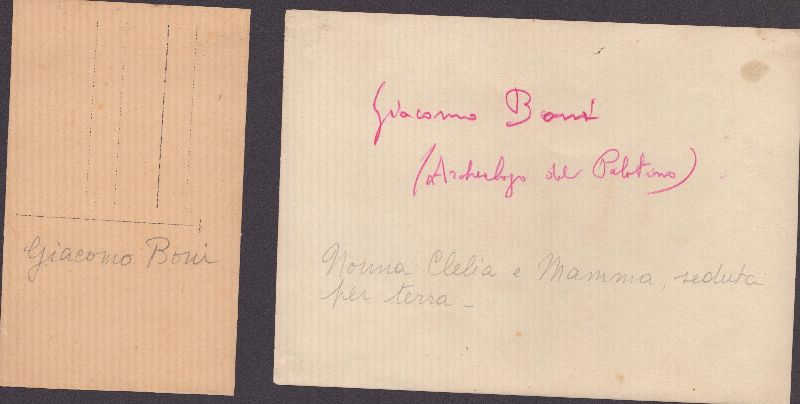 Giacomo Boni
Giacomo Boni
(Archeologo del Palatino)
Nonna Clelia e Mamma, seduta
per terra -